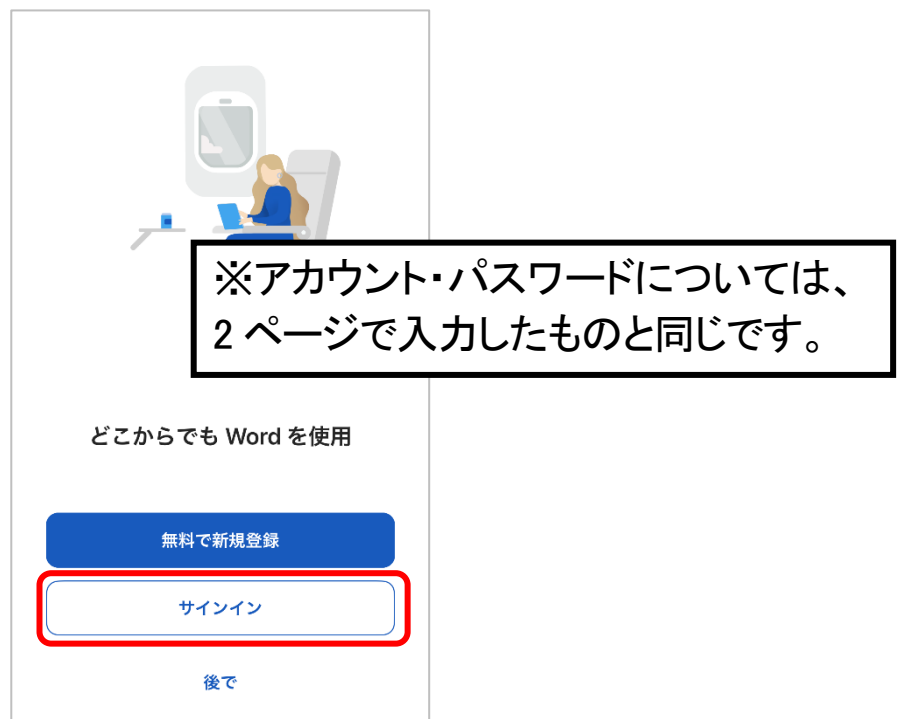 ※アカウント・パスワードについては、
2 ページで入力したものと同じです。
どこからでも Word を使用
無料で新規登録
サインイン
後で